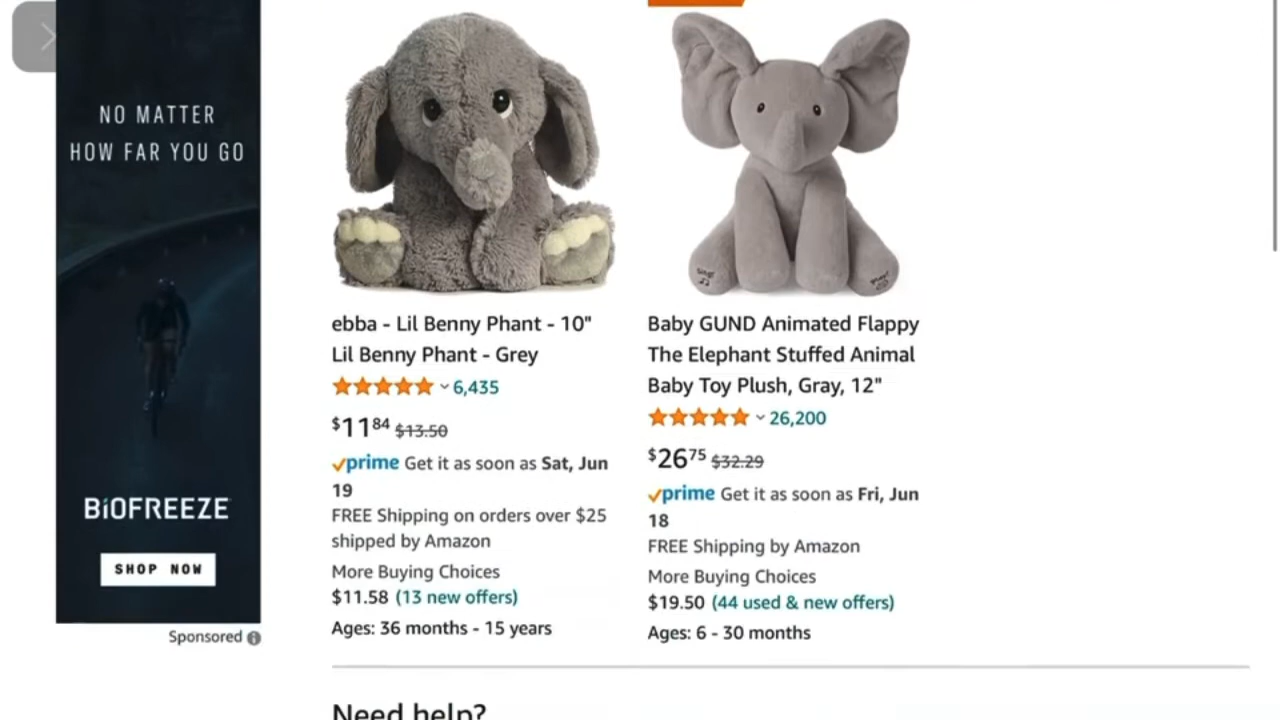 NO MATTER
HOW FAR YOU GO
BIOFREEZE
SHOP NOW
Sponsored
ebba - Lil Benny Phant - 10"
Lil Benny Phant - Grey
6,435
$11.84 $13.50
prime Get it as soon as Sat, Jun
19
FREE Shipping on orders over $25
shipped by Amazon
More Buying Choices
$11.58 (13 new offers)
Ages: 36 months - 15 years
Baby GUND Animated Flappy
The Elephant Stuffed Animal
Baby Toy Plush, Gray, 12"
26,200
$26.75 $32.29
prime Get it as soon as Fri, Jun
18
FREE Shipping by Amazon
More Buying Choices
$19.50 (44 used & new offers)
Ages: 6 - 30 months
Need help?